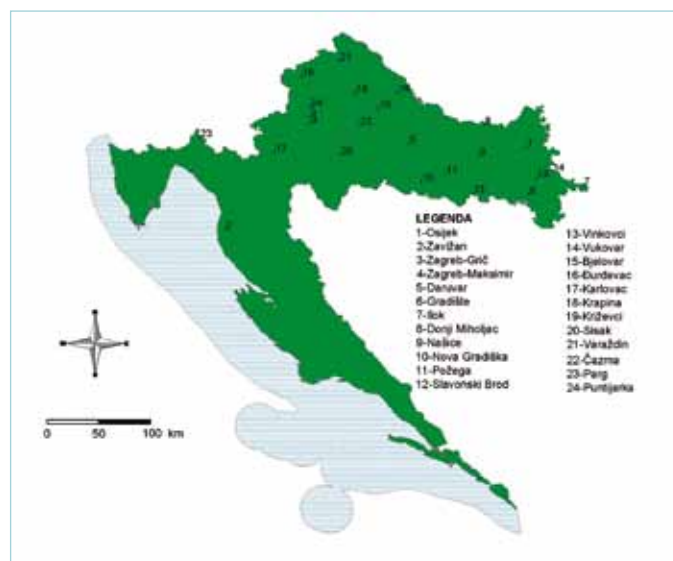 LEGENDA
1-Osijek
2-Zavižan
3-Zagreb-Grič
4-Zagreb-Maksimir
5-Daruvar
6-Gradište
7-Ilok
8-Donji Miholjac
9-Našice
10-Nova Gradiška
11-Požega
12-Slavonski Brod
13-Vinkovci
14-Vukovar
15-Bjelovar
16-Đurđevac
17-Karlovac
18-Krapina
19-Križevci
20-Sisak
21-Varaždin
22-Čazma
23-Parg
24-Puntijarka
23
0 50 100 km